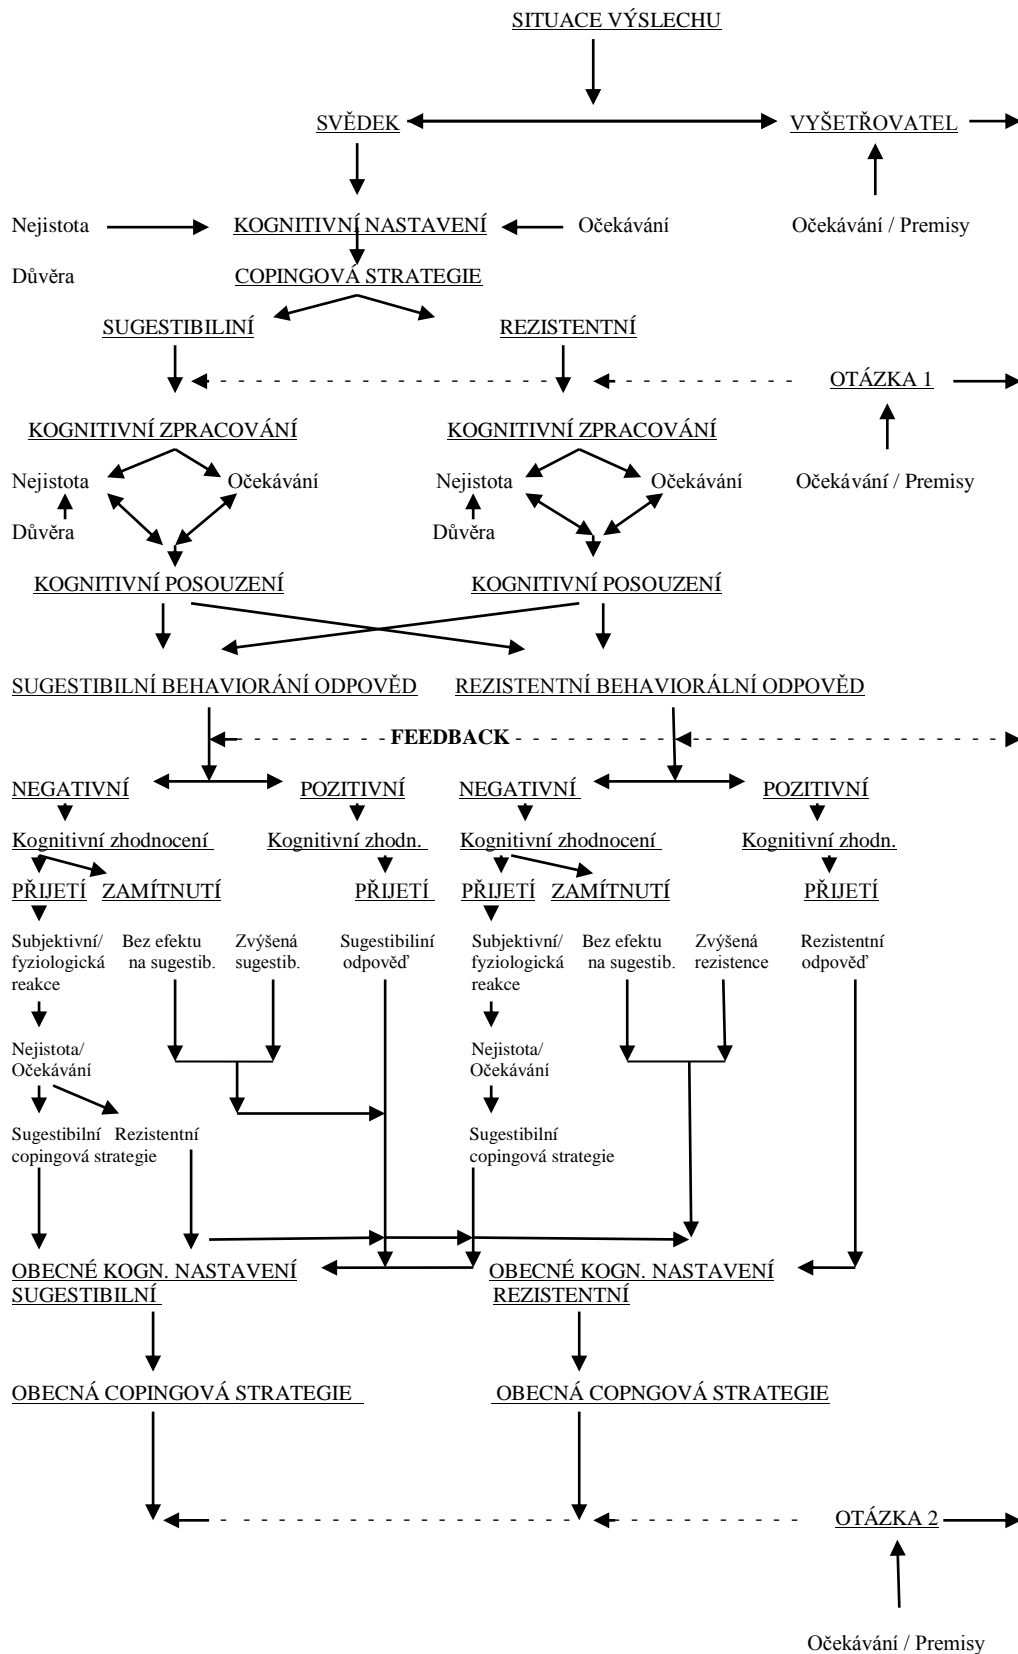 SITUACE VÝSLECHU
SVĚDEK VYŠETŘOVATEL
Nejistota KOGNITIVNÍ NASTAVENÍ Očekávání Očekávání / Premisy
Důvěra COPINGOVÁ STRATEGIE
SUGESTIBILINÍ REZISTENTNÍ
OTÁZKA 1
KOGNITIVNÍ ZPRACOVÁNÍ KOGNITIVNÍ ZPRACOVÁNÍ
Nejistota Očekávání Nejistota Očekávání Očekávání / Premisy
Důvěra Důvěra
KOGNITIVNÍ POSOUZENÍ KOGNITIVNÍ POSOUZENÍ
SUGESTIBILNÍ BEHAVIORÁNÍ ODPOVĚD REZISTENTNÍ BEHAVIORÁLNÍ ODPOVĚD
FEEDBACK
NEGATIVNÍ POZITIVNÍ NEGATIVNÍ POZITIVNÍ
Kognitivní zhodnocení Kognitivní zhodn. Kognitivní zhodnocení Kognitivní zhodn.
PŘIJETÍ ZAMÍTNUTÍ PŘIJETÍ PŘIJETÍ ZAMÍTNUTÍ PŘIJETÍ
Subjektivní/ Bez efektu Zvýšená Sugestibiliní Subjektivní/ Bez efektu Zvýšená Rezistentní
fyziologická na sugestib. sugestib. odpověď fyziologická na sugestib. rezistence odpověď
reakce reakce
Nejistota/ Nejistota/
Očekávání Očekávání
Sugestibilní Rezistentní Sugestibilní
copingová strategie copingová strategie
OBECNÉ KOGN. NASTAVENÍ OBECNÉ KOGN. NASTAVENÍ
SUGESTIBILNÍ REZISTENTNÍ
OBECNÁ COPINGOVÁ STRATEGIE OBECNÁ COPNGOVÁ STRATEGIE
OTÁZKA 2
Očekávání / Premisy